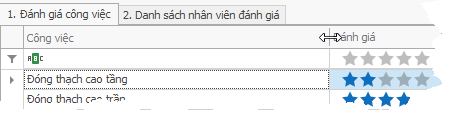 1. Đánh giá công việc 2. Danh sách nhân viên đánh giá
Công việc ánh giá
ABC
Đóng thạch cao tầng
Đóng thạch cao trần